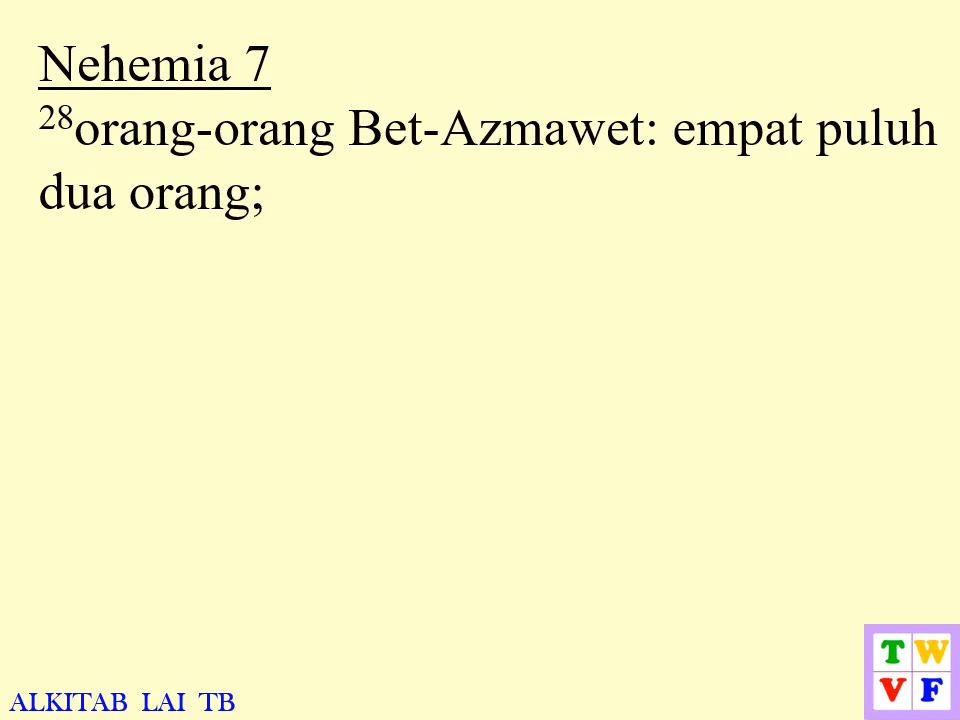 Nehemia 7
28orang-orang Bet-Azmawet: empat puluh
dua orang;
ALKITAB LAI TB
T W
V F